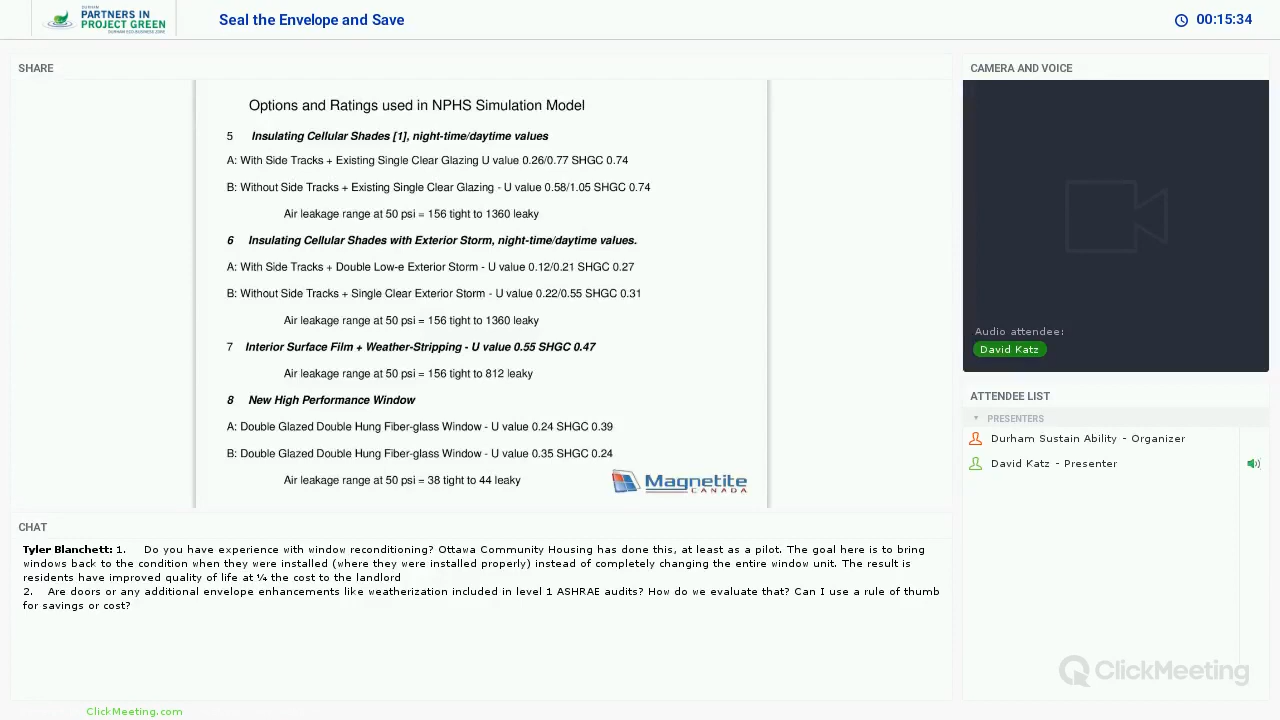 DURHAM
PARTNERS IN
PROJECT GREEN
DURHAM ECO-BUSINESS ZONE
Seal the Envelope and Save
00:15:34
SHARE
Options and Ratings used in NPHS Simulation Model
5 Insulating Cellular Shades [1], night-time/daytime values
A: With Side Tracks + Existing Single Clear Glazing U value 0.26/0.77 SHGC 0.74
B: Without Side Tracks + Existing Single Clear Glazing - U value 0.58/1.05 SHGC 0.74
Air leakage range at 50 psi = 156 tight to 1360 leaky
6 Insulating Cellular Shades with Exterior Storm, night-time/daytime values.
A: With Side Tracks + Double Low-e Exterior Storm - U value 0.12/0.21 SHGC 0.27
B: Without Side Tracks + Single Clear Exterior Storm - U value 0.22/0.55 SHGC 0.31
Air leakage range at 50 psi = 156 tight to 1360 leaky
7 Interior Surface Film + Weather-Stripping - U value 0.55 SHGC 0.47
Air leakage range at 50 psi = 156 tight to 812 leaky
8 New High Performance Window
A: Double Glazed Double Hung Fiber-glass Window - U value 0.24 SHGC 0.39
B: Double Glazed Double Hung Fiber-glass Window - U value 0.35 SHGC 0.24
Air leakage range at 50 psi = 38 tight to 44 leaky
Magnetite
CANADA
CAMERA AND VOICE
Audio attendee:
David Katz
ATTENDEE LIST
PRESENTERS
Durham Sustain Ability - Organizer
David Katz - Presenter
CHAT
Tyler Blanchett: 1. Do you have experience with window reconditioning? Ottawa Community Housing has done this, at least as a pilot. The goal here is to bring
windows back to the condition when they were installed (where they were installed properly) instead of completely changing the entire window unit. The result is
residents have improved quality of life at ¼ the cost to the landlord
2. Are doors or any additional envelope enhancements like weatherization included in level 1 ASHRAE audits? How do we evaluate that? Can I use a rule of thumb
for savings or cost?
ClickMeeting
ClickMeeting.com